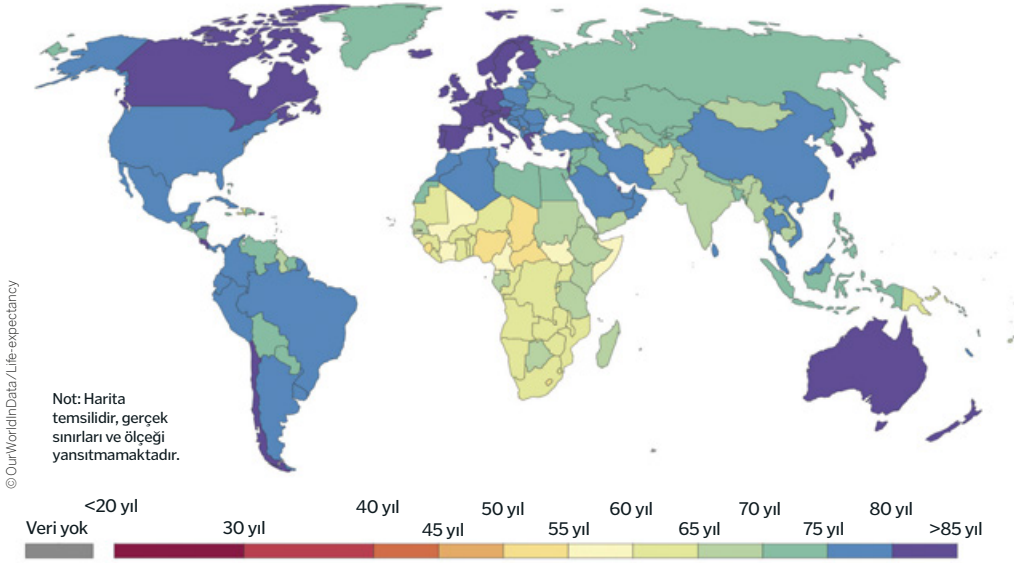 © OurWorldInData/Life-expectancy
Not: Harita
temsilidir, gerçek
sınırları ve ölçeği
yansıtmamaktadır.
<20 yıl
40 yıl
50 yıl
60 yıl
70 yıl
80 yıl
Veri yok
30 yıl
45 yıl
55 yıl
65 yıl
75 yıl
>85 yıl